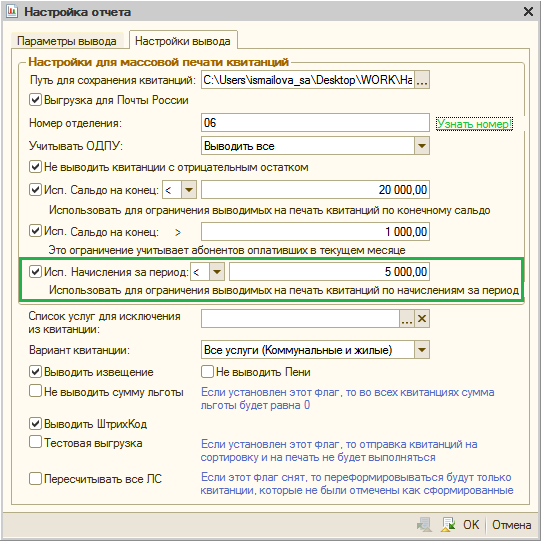 Настройка отчета
Параметры вывода Настройки вывода
Настройки для массовой печати квитанций
Путь для сохранения квитанций: C:\Users\ismailova_sa\Desktop\WORK\На ...
Выгрузка для Почты России
Номер отделения: 06 Узнать номер!
Учитывать ОДПУ: Выводить все
Не выводить квитанции с отрицательным остатком
Исп. Сальдо на конец: < 20 000,00
Использовать для ограничения выводимых на печать квитанций по конечному сальдо
Исп. Сальдо на конец: > 1 000,00
Это ограничение учитывает абонентов оплативших в текущем месяце
Исп. Начисления за период: < 5 000,00
Использовать для ограничения выводимых на печать квитанций по начислениям за период
Список услуг для исключения
из квитанции: ...
Вариант квитанции: Все услуги (Коммунальные и жилые)
Выводить извещение Не выводить Пени
Не выводить сумму льготы Если установлен этот флаг, то во всех квитанциях сумма
льготы будет равна 0
Выводить ШтрихКод
Тестовая выгрузка Если установлен этот флаг, то отправка квитанций на
сортировку и на печать не будет выполняться
Пересчитывать все ЛС Если этот флаг снят, то переформировываться будут только
квитанции, которые не были отмечены как сформированные
OK Отмена